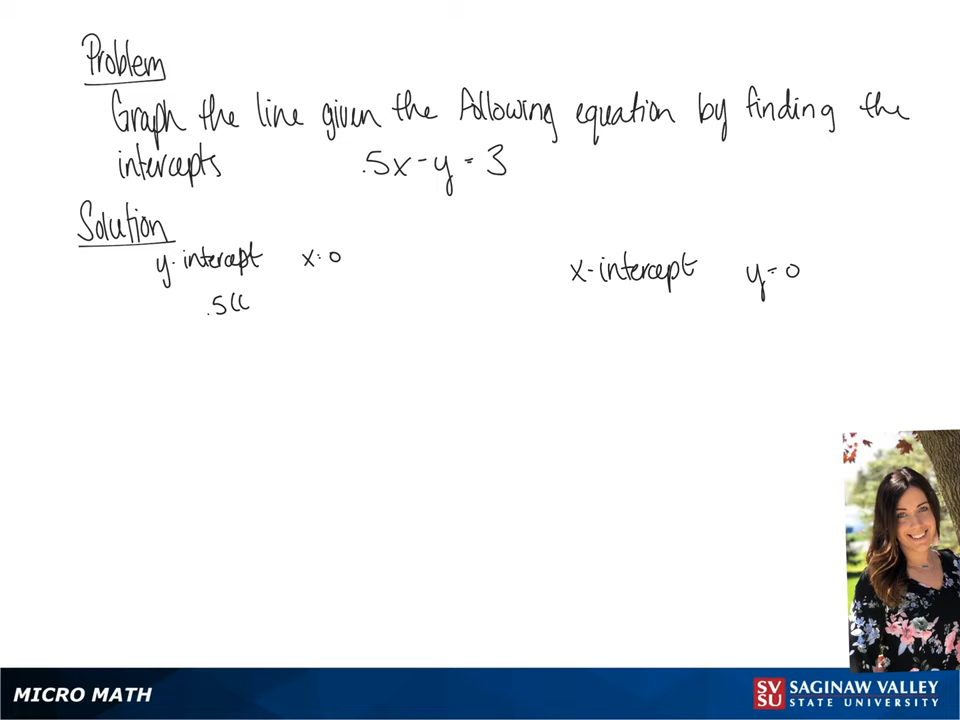 Problem
Graph the line given the following equation by finding the
intercepts .5x - y = 3
Solution
y-intercept x=0
x-intercept y=0
.5(0
MICRO MATH
SVSU SAGINAW VALLEY
STATE UNIVERSITY